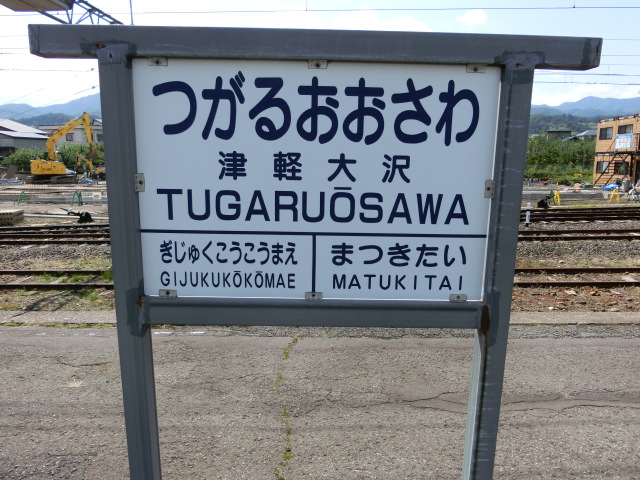 つがるおおさわ
津軽大沢
TUGARUŌSAWA
ぎじゅくこうこうまえ
GIJUKUKŌKŌMAE
まつきたい
MATUKITAI